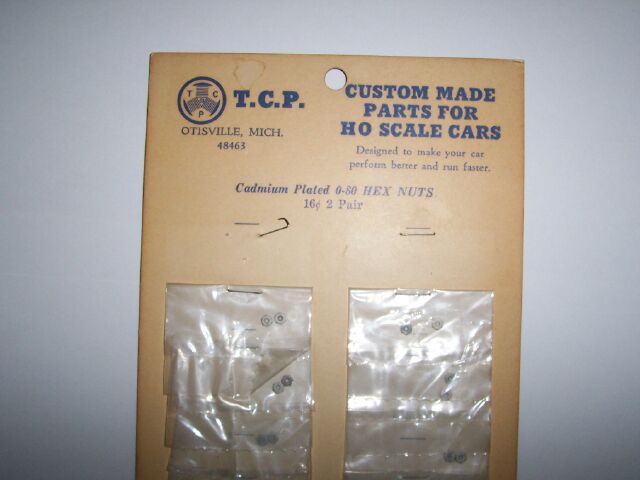 T C P
T.C.P.
OTISVILLE, MICH.
48463
CUSTOM MADE
PARTS FOR
HO SCALE CARS
Designed to make your car
perform better and run faster.
Cadmium Plated 0-80 HEX NUTS
16¢ 2 Pair